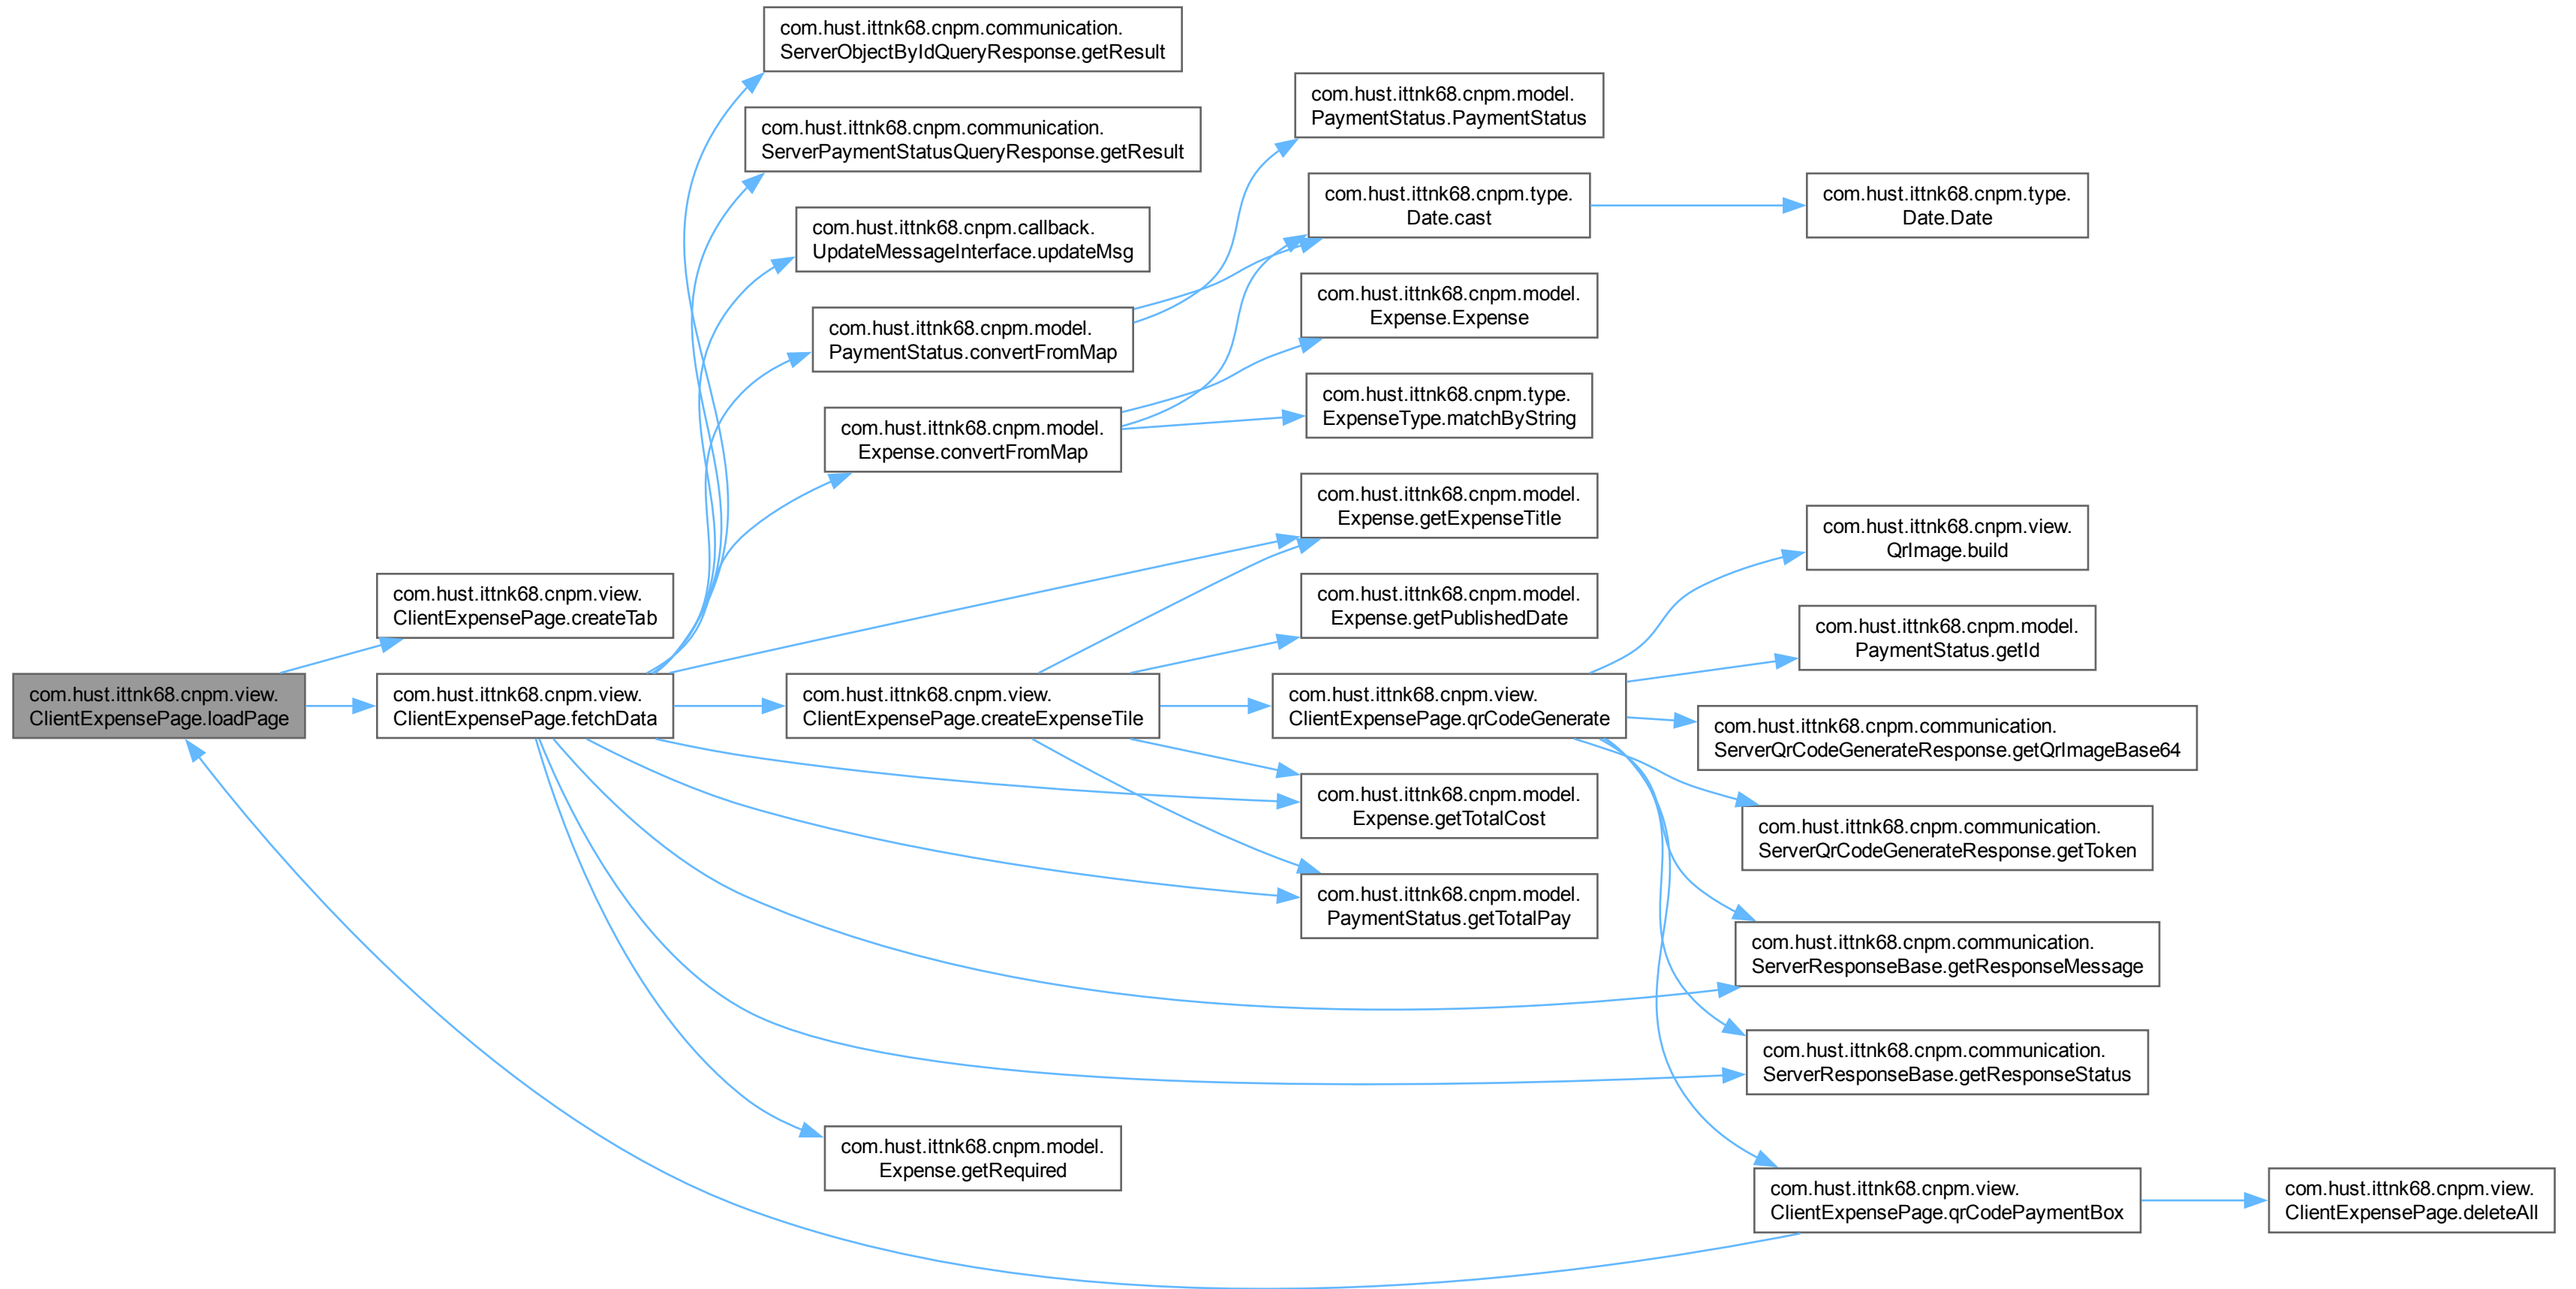 com.hust.ittnk68.cnpm.communication.
ServerObjectByIdQueryResponse.getResult
com.hust.ittnk68.cnpm.model.
PaymentStatus.PaymentStatus
com.hust.ittnk68.cnpm.communication.
ServerPaymentStatusQueryResponse.getResult
com.hust.ittnk68.cnpm.type.
Date.cast
com.hust.ittnk68.cnpm.type.
Date.Date
com.hust.ittnk68.cnpm.callback.
UpdateMessageInterface.updateMsg
com.hust.ittnk68.cnpm.model.
Expense.Expense
com.hust.ittnk68.cnpm.model.
PaymentStatus.convertFromMap
com.hust.ittnk68.cnpm.type.
ExpenseType.matchByString
com.hust.ittnk68.cnpm.model.
Expense.convertFromMap
com.hust.ittnk68.cnpm.model.
Expense.getExpenseTitle
com.hust.ittnk68.cnpm.view.
QrImage.build
com.hust.ittnk68.cnpm.view.
ClientExpensePage.createTab
com.hust.ittnk68.cnpm.model.
Expense.getPublishedDate
com.hust.ittnk68.cnpm.model.
PaymentStatus.getId
com.hust.ittnk68.cnpm.view.
ClientExpensePage.loadPage
com.hust.ittnk68.cnpm.view.
ClientExpensePage.fetchData
com.hust.ittnk68.cnpm.view.
ClientExpensePage.createExpenseTile
com.hust.ittnk68.cnpm.view.
ClientExpensePage.qrCodeGenerate
com.hust.ittnk68.cnpm.communication.
ServerQrCodeGenerateResponse.getQrImageBase64
com.hust.ittnk68.cnpm.model.
Expense.getTotalCost
com.hust.ittnk68.cnpm.communication.
ServerQrCodeGenerateResponse.getToken
com.hust.ittnk68.cnpm.model.
PaymentStatus.getTotalPay
com.hust.ittnk68.cnpm.communication.
ServerResponseBase.getResponseMessage
com.hust.ittnk68.cnpm.communication.
ServerResponseBase.getResponseStatus
com.hust.ittnk68.cnpm.model.
Expense.getRequired
com.hust.ittnk68.cnpm.view.
ClientExpensePage.qrCodePaymentBox
com.hust.ittnk68.cnpm.view.
ClientExpensePage.deleteAll